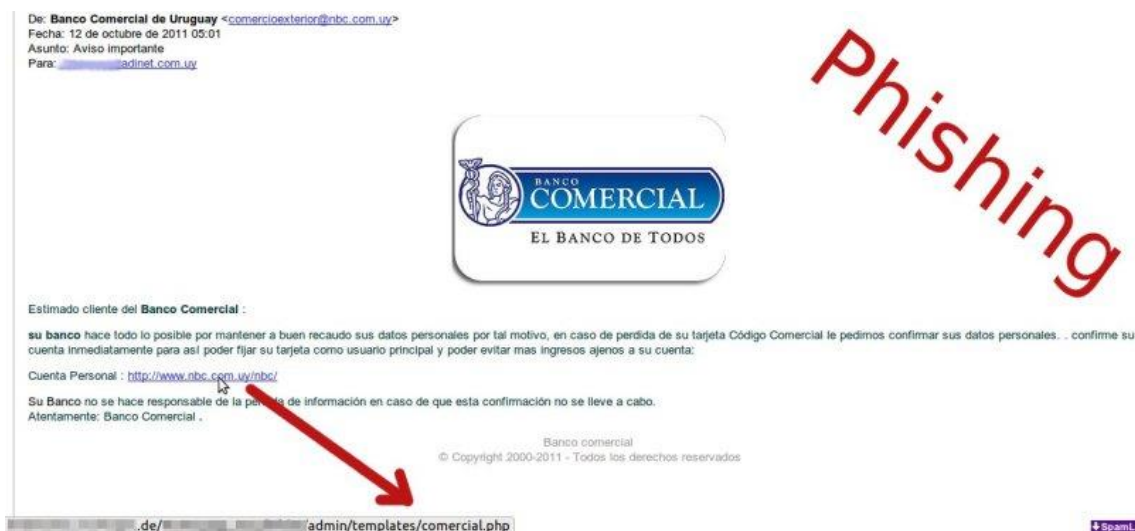 De: Banco Comercial de Uruguay <comercioexterior@nbc.com.uy>
Fecha: 12 de octubre de 2011 05:01
Asunto: Aviso importante
Para: adinet.com.uy
Phishing
BANCO
COMERCIAL
EL BANCO DE TODOS
Estimado cliente del Banco Comercial :
su banco hace todo lo posible por mantener a buen recaudo sus datos personales por tal motivo, en caso de perdida de su tarjeta Código Comercial le pedimos confirmar sus datos personales. . confirme su
cuenta inmediatamente para así poder fijar su tarjeta como usuario principal y poder evitar mas ingresos ajenos a su cuenta:
Cuenta Personal : http://www.nbc.com.uy/nbc/
Su Banco no se hace responsable de la perdida de información en caso de que esta confirmación no se lleve a cabo.
Atentamente: Banco Comercial .
Banco comercial
© Copyright 2000-2011 - Todos los derechos reservados
.de/ admin/templates/comercial.php